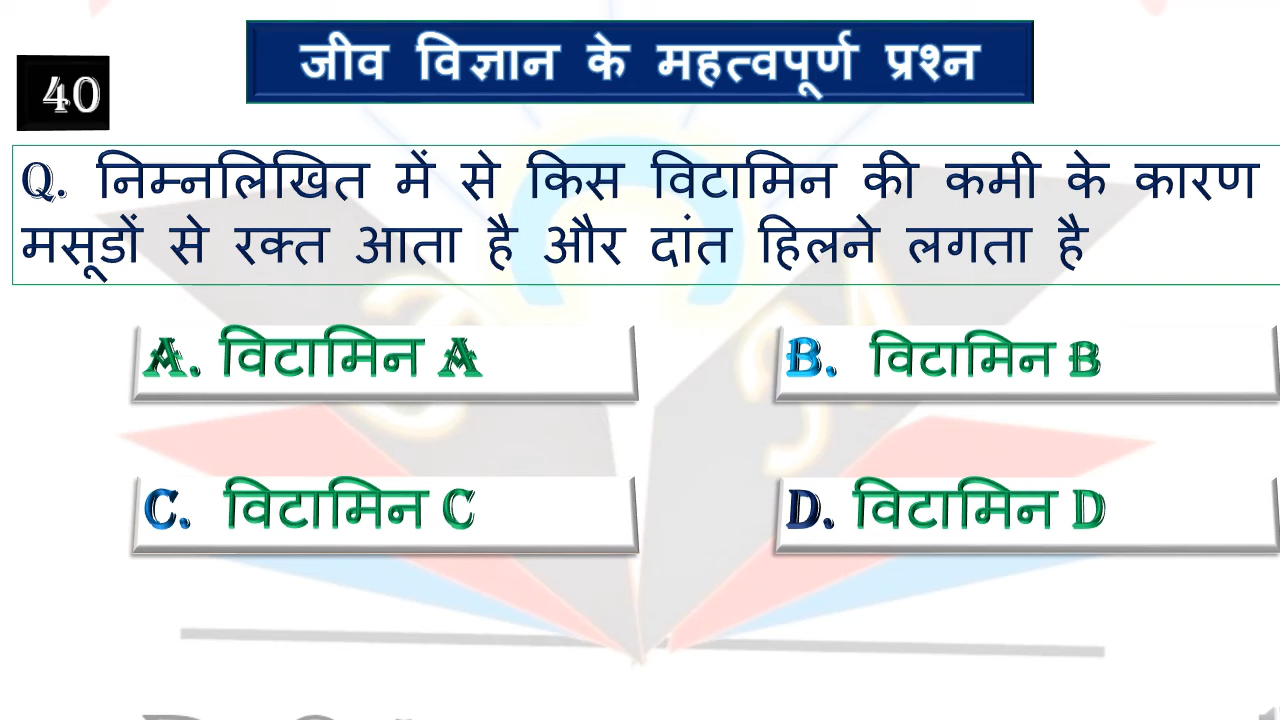 जीव विज्ञान के महत्वपूर्ण प्रश्न
40
Q. निम्नलिखित में से किस विटामिन की कमी के कारण
मसूडों से रक्त आता है और दांत हिलने लगता है
A. विटामिन A
B. विटामिन B
C. विटामिन C
D. विटामिन D